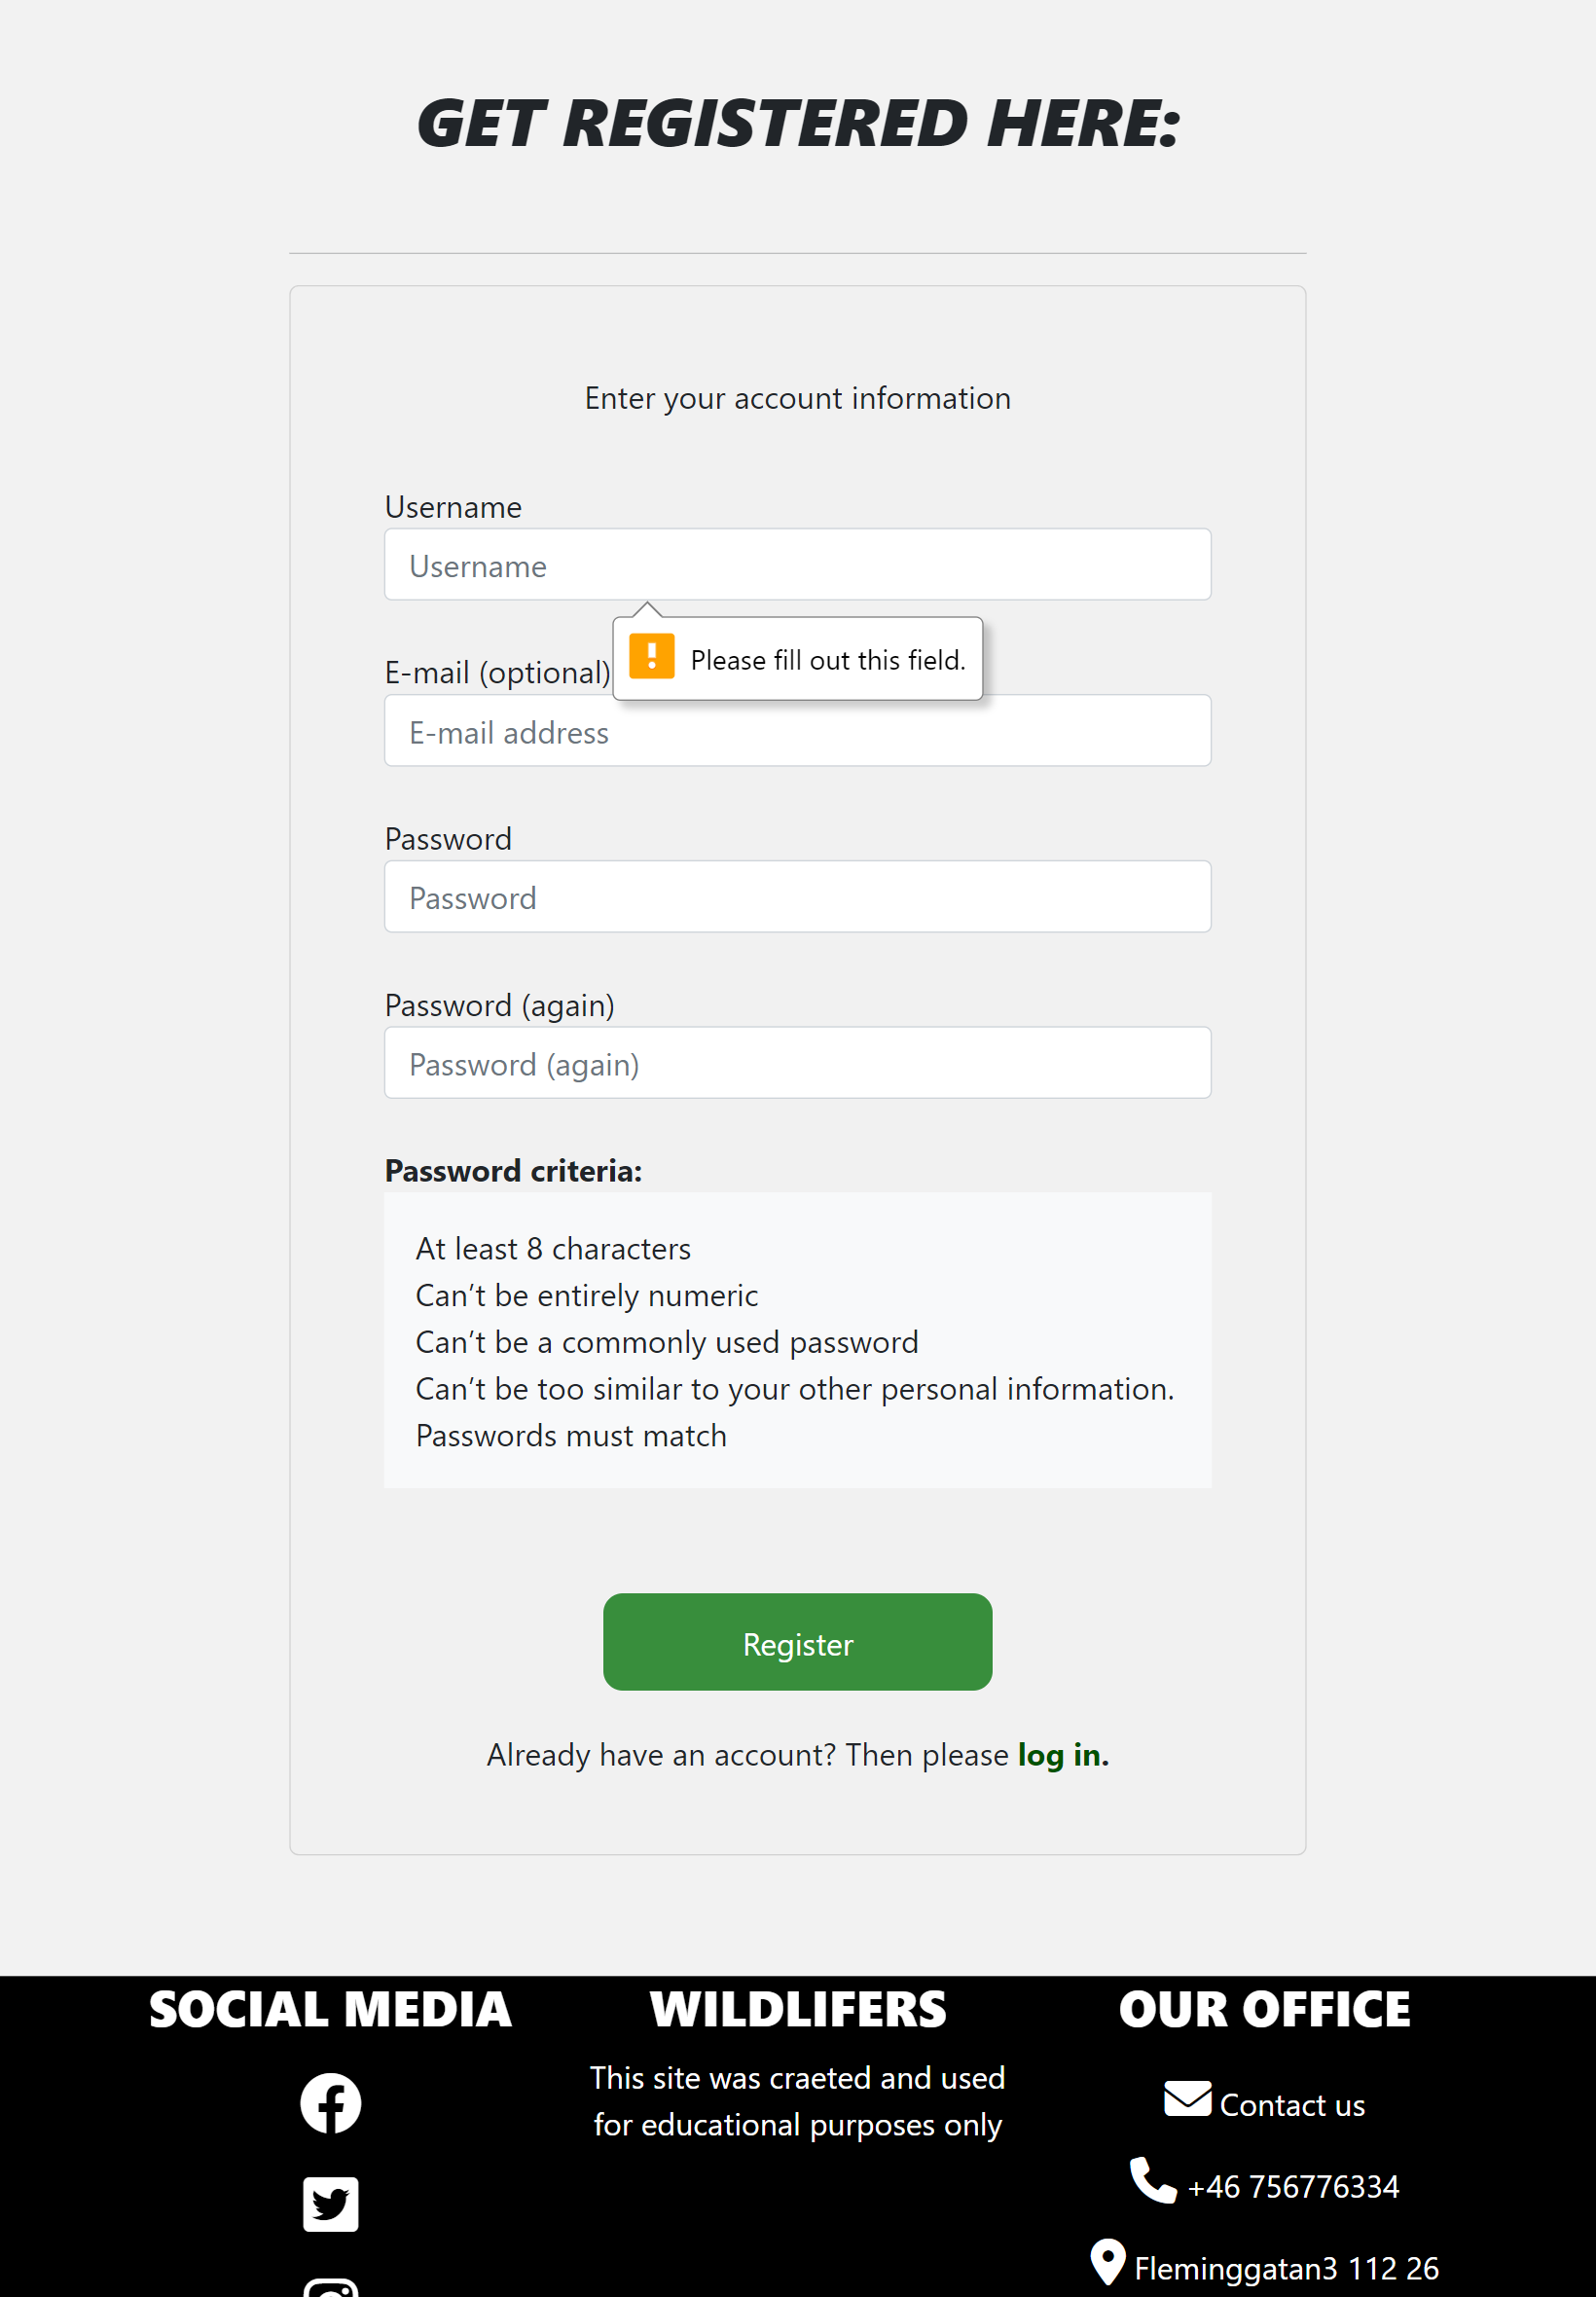 GET REGISTERED HERE:
Enter your account information
Username
Username
Please fill out this field.
E-mail (optional)
E-mail address
Password
Password
Password (again)
Password (again)
Password criteria:
At least 8 characters
Can’t be entirely numeric
Can’t be a commonly used password
Can’t be too similar to your other personal information.
Passwords must match
Register
Already have an account? Then please log in.
SOCIAL MEDIA
WILDLIFERS
This site was craeted and used
for educational purposes only
OUR OFFICE
Contact us
+46 756776334
Fleminggatan3 112 26